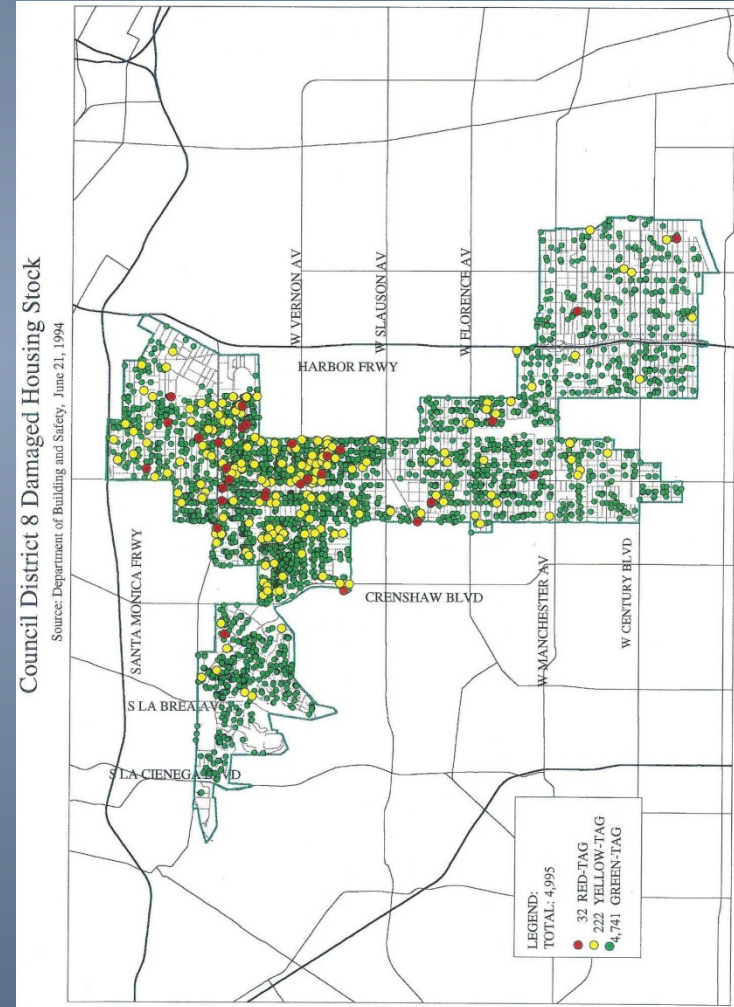 Council District 8 Damaged Housing Stock
Source: Department of Building and Safety, June 21, 1994
SANTA MONICA FRWY
W VERNON AV
W SLAUSON AV
W FLORENCE AV
HARBOR FRWY
CRENSHAW BLVD
W MANCHESTER AV
W CENTURY BLVD
S LA BREA AV
S LA CIENEGA BLVD
LEGEND:
TOTAL: 4,995
32 RED-TAG
222 YELLOW-TAG
4,741 GREEN-TAG